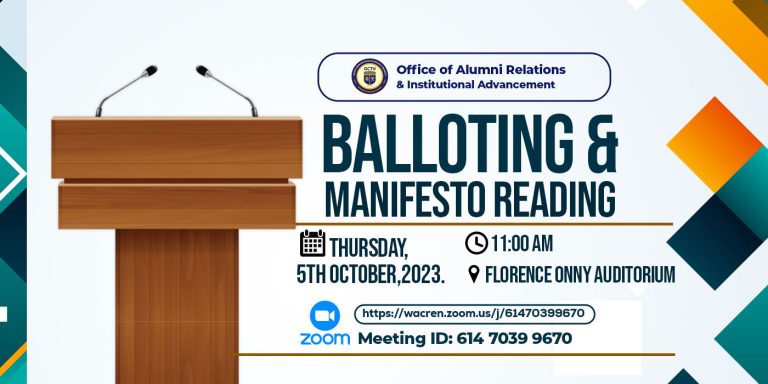 GCTU
Office of Alumni Relations
& Institutional Advancement
BALLOTING &
MANIFESTO READING
THURSDAY,
5TH OCTOBER,2023.
11:00 AM
FLORENCE ONNY AUDITORIUM
https://wacren.zoom.us/j/61470399670
zoom Meeting ID: 614 7039 9670